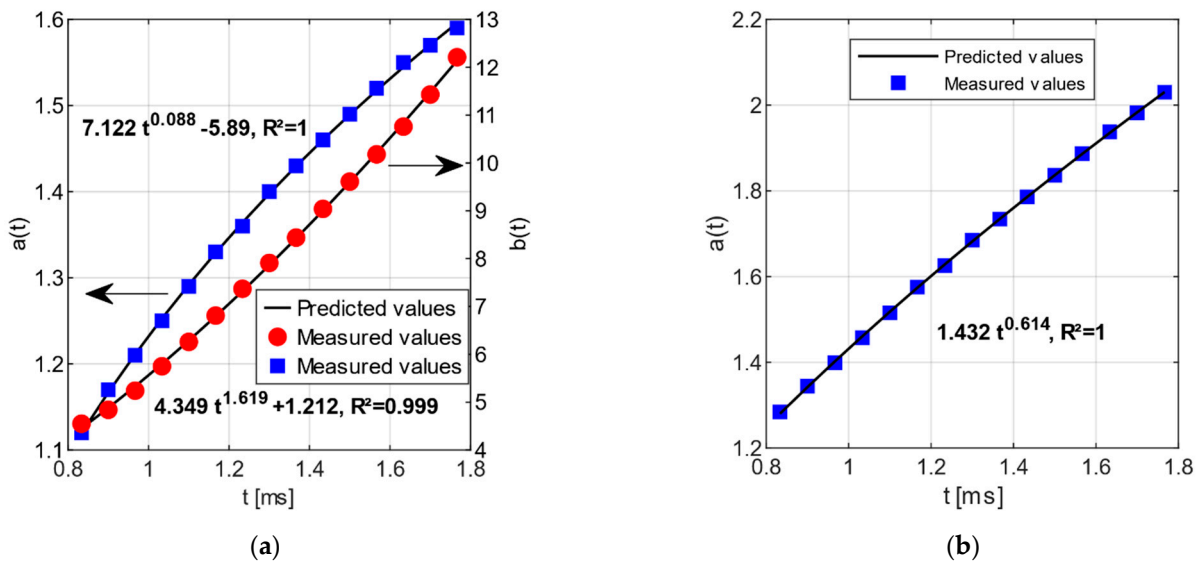 1.6
1.5
1.4
1.3
1.2
1.1
a(t)
13
12
11
10
9
8
7
6
5
4
b(t)
7.122 t^0.088 -5.89, R²=1
Predicted values
Measured values
Measured values
4.349 t^1.619 +1.212, R²=0.999
0.8 1 1.2 1.4 1.6 1.8
t [ms]
(a)
2.2
2
1.8
1.6
1.4
1.2
a(t)
Predicted values
Measured values
1.432 t^0.614, R²=1
0.8 1 1.2 1.4 1.6 1.8
t [ms]
(b)